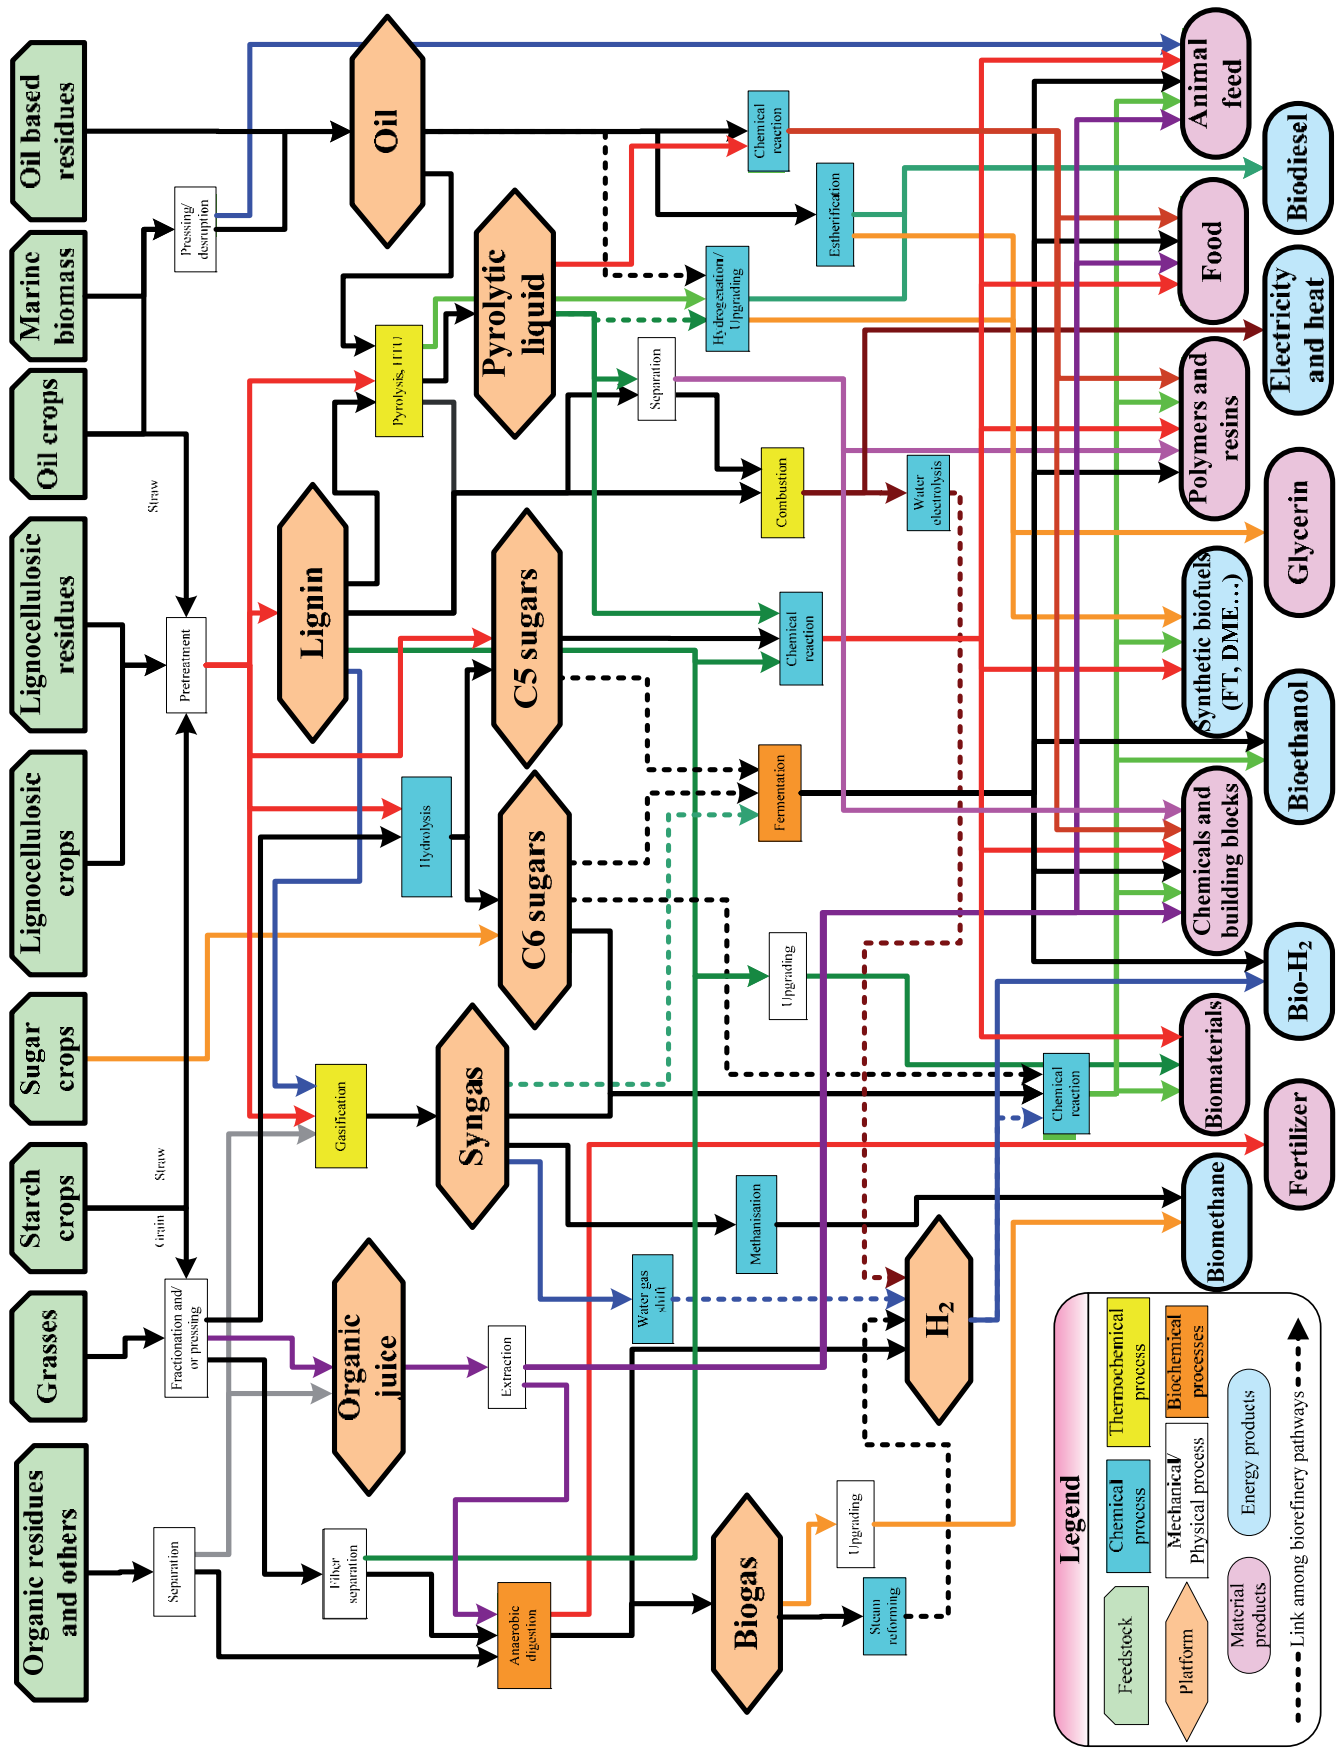 Organic residues
and others
Grasses
Starch
crops
Sugar
crops
Lignocellulosic
crops
Lignocellulosic
residues
Oil crops
Marine
biomass
Oil based
residues
Grain
Straw
Straw
Separation
Fractionation and/
or pressing
Pretreatment
Pressing/
desruption
Fiber
separation
Organic
juice
Gasification
Hydrolysis
Lignin
Pyrolysis, HTU
Oil
Anaerobic
digestion
Extraction
Syngas
C6 sugars
C5 sugars
Pyrolytic
liquid
Biogas
Water gas
shift
Methanisation
Upgrading
Fermentation
Chemical
reaction
Combustion
Separation
Hydrogenation/
Upgrading
Estherification
Chemical
reaction
Upgrading
Steam
reforming
H₂
Water
electrolysis
Chemical
reaction
Biomethane
Fertilizer
Biomaterials
Bio-H₂
Chemicals and
building blocks
Bioethanol
Synthetic biofuels
(FT, DME…)
Glycerin
Polymers and
resins
Electricity
and heat
Food
Biodiesel
Animal
feed
Legend
Feedstock
Chemical
process
Thermochemical
process
Platform
Mechanical/
Physical process
Biochemical
processes
Material
products
Energy products
Link among biorefinery pathways